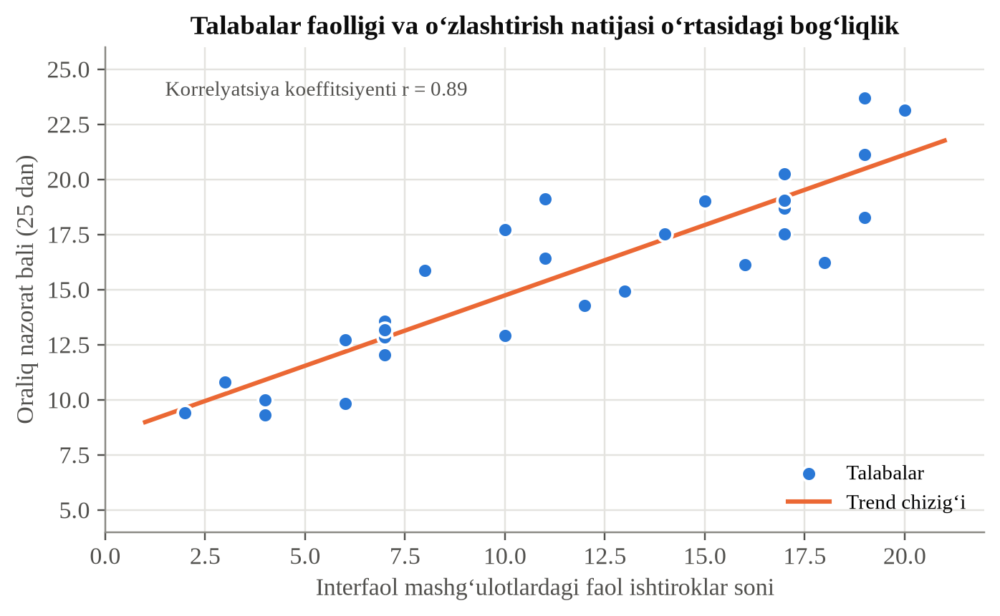 Talabalar faolligi va o‘zlashtirish natijasi o‘rtasidagi bog‘liqlik
Korrelyatsiya koeffitsiyenti r = 0.89
Oraliq nazorat bali (25 dan)
25.0
22.5
20.0
17.5
15.0
12.5
10.0
7.5
5.0
Talabalar
Trend chizig‘i
0.0 2.5 5.0 7.5 10.0 12.5 15.0 17.5 20.0
Interfaol mashg‘ulotlardagi faol ishtiroklar soni